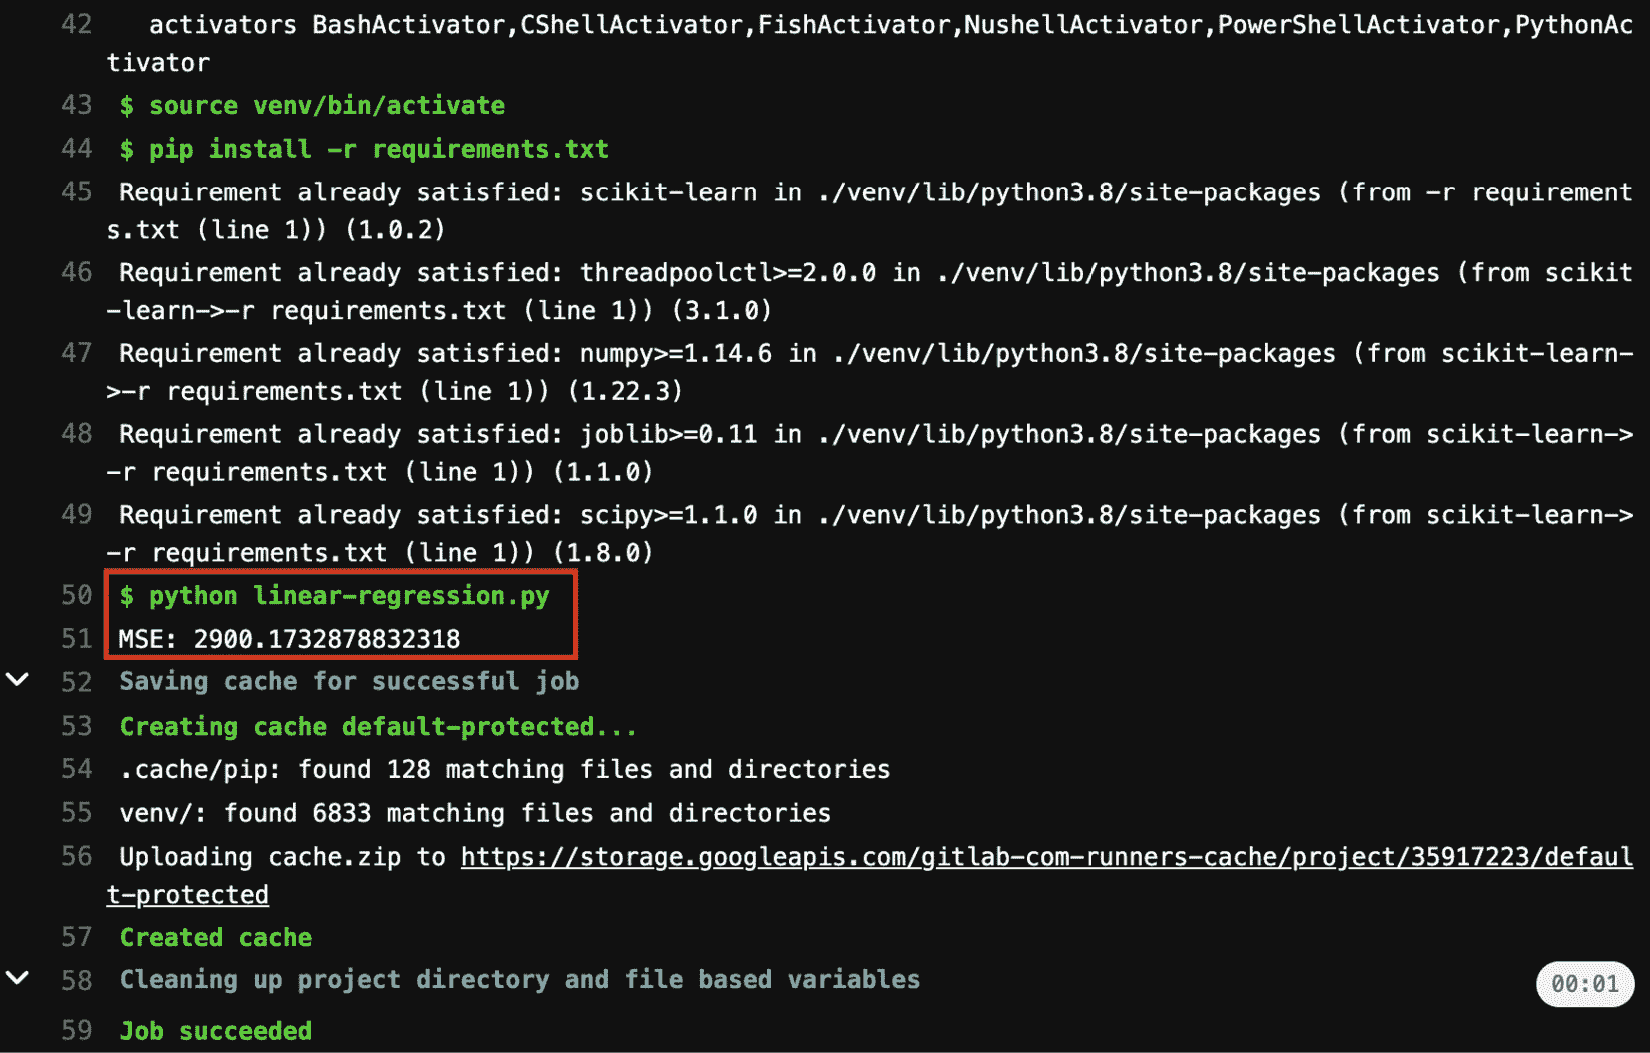 42 activators BashActivator,CShellActivator,FishActivator,NushellActivator,PowerShellActivator,PythonAc
tivator
43 $ source venv/bin/activate
44 $ pip install -r requirements.txt
45 Requirement already satisfied: scikit-learn in ./venv/lib/python3.8/site-packages (from -r requirement
s.txt (line 1)) (1.0.2)
46 Requirement already satisfied: threadpoolctl>=2.0.0 in ./venv/lib/python3.8/site-packages (from scikit
-learn->-r requirements.txt (line 1)) (3.1.0)
47 Requirement already satisfied: numpy>=1.14.6 in ./venv/lib/python3.8/site-packages (from scikit-learn-
>-r requirements.txt (line 1)) (1.22.3)
48 Requirement already satisfied: joblib>=0.11 in ./venv/lib/python3.8/site-packages (from scikit-learn->
-r requirements.txt (line 1)) (1.1.0)
49 Requirement already satisfied: scipy>=1.1.0 in ./venv/lib/python3.8/site-packages (from scikit-learn->
-r requirements.txt (line 1)) (1.8.0)
50 $ python linear-regression.py
51 MSE: 2900.1732878832318
52 Saving cache for successful job
53 Creating cache default-protected...
54 .cache/pip: found 128 matching files and directories
55 venv/: found 6833 matching files and directories
56 Uploading cache.zip to https://storage.googleapis.com/gitlab-com-runners-cache/project/35917223/defaul
t-protected
57 Created cache
58 Cleaning up project directory and file based variables 00:01
59 Job succeeded